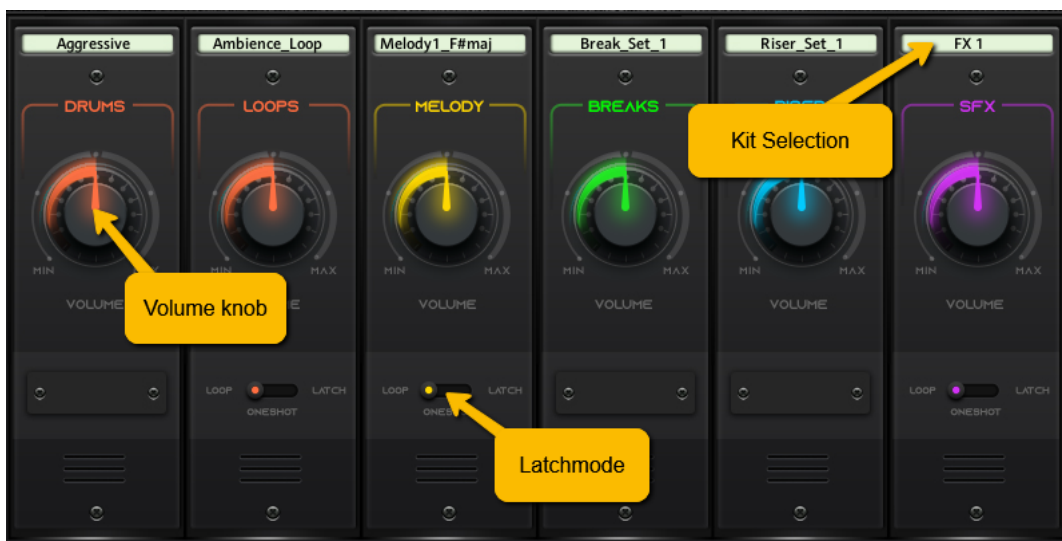 Aggressive
Ambience_Loop
Melody1_F#maj
Break_Set_1
Riser_Set_1
FX 1
DRUMS
LOOPS
MELODY
BREAKS
SFX
Kit Selection
MIN
MIN
MAX
MIN
MAX
MIN
MAX
MIN
MAX
MIN
MAX
VOLUME
VOLUME
VOLUME
VOLUME
VOLUME
Volume knob
LOOP
LATCH
ONESHOT
LOOP
LATCH
LOOP
LATCH
ONESHOT
Latchmode